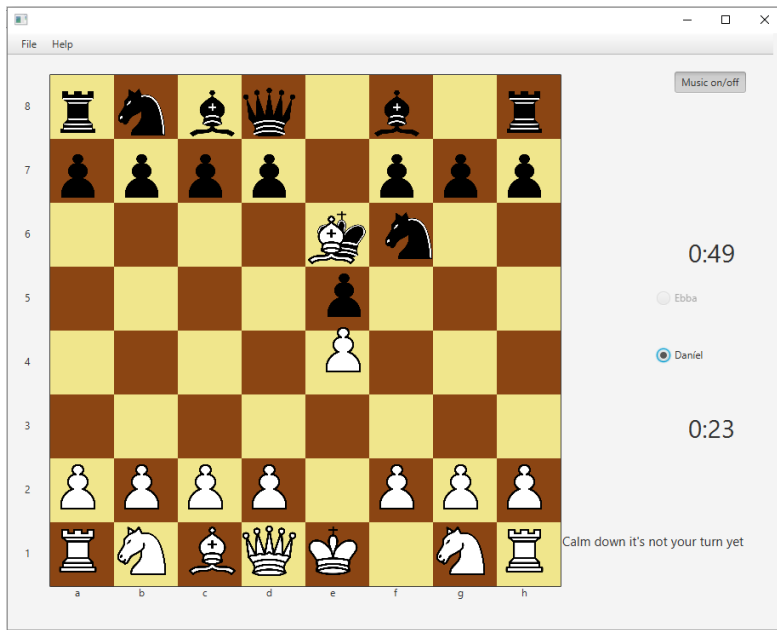 File Help
Music on/off
8
7
6
0:49
5
Ebba
Daníel
4
0:23
3
2
Calm down it's not your turn yet
1
a b c d e f g h